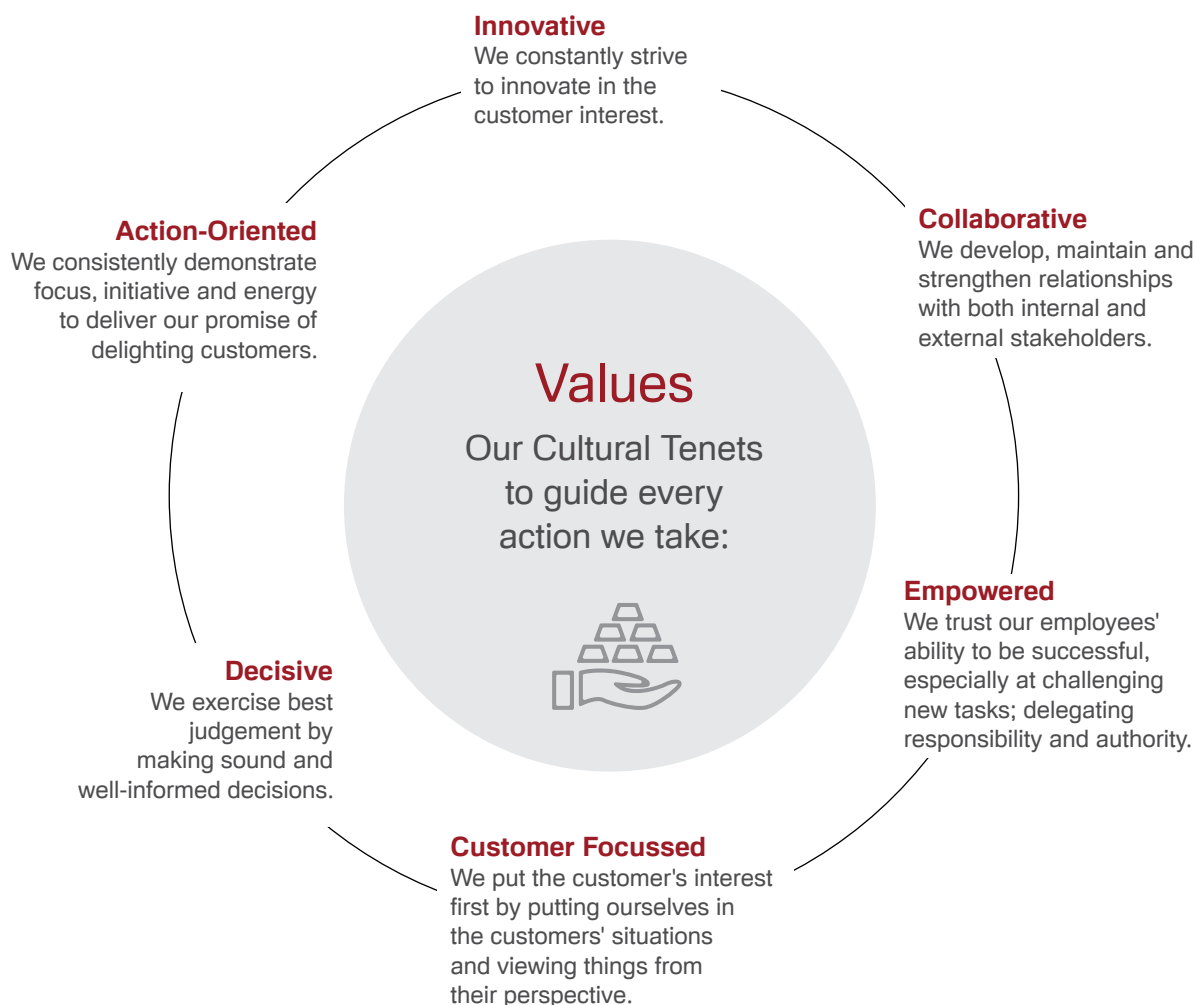 Innovative
We constantly strive
to innovate in the
customer interest.
Collaborative
We develop, maintain and
strengthen relationships
with both internal and
external stakeholders.
Empowered
We trust our employees'
ability to be successful,
especially at challenging
new tasks; delegating
responsibility and authority.
Customer Focussed
We put the customer's interest
first by putting ourselves in
the customers' situations
and viewing things from
their perspective.
Decisive
We exercise best
judgement by
making sound and
well-informed decisions.
Action-Oriented
We consistently demonstrate
focus, initiative and energy
to deliver our promise of
delighting customers.
Values
Our Cultural Tenets
to guide every
action we take: